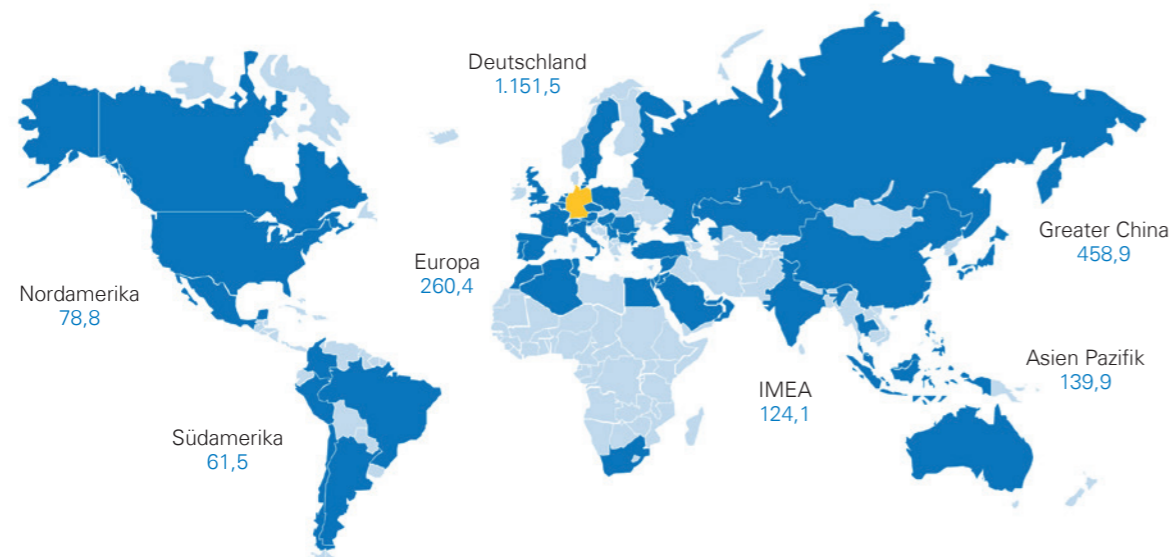 Deutschland
1.151,5
Greater China
458,9
Europa
260,4
Nordamerika
78,8
Asien Pazifik
139,9
IMEA
124,1
Südamerika
61,5